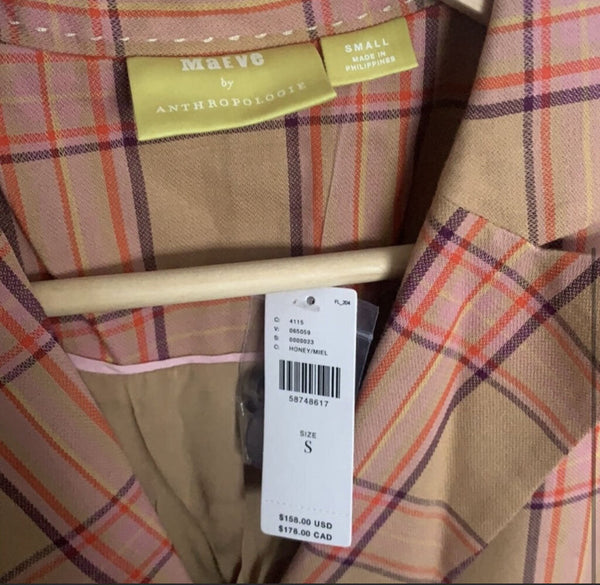 Maeve
by
ANTHROPOLOGIE
SMALL
MADE IN
PHILIPPINES
FL_204
C: 4115
V: 065059
S: 0000023
C: HONEY/MIEL
58748617
SIZE
S
$158.00 USD
$178.00 CAD